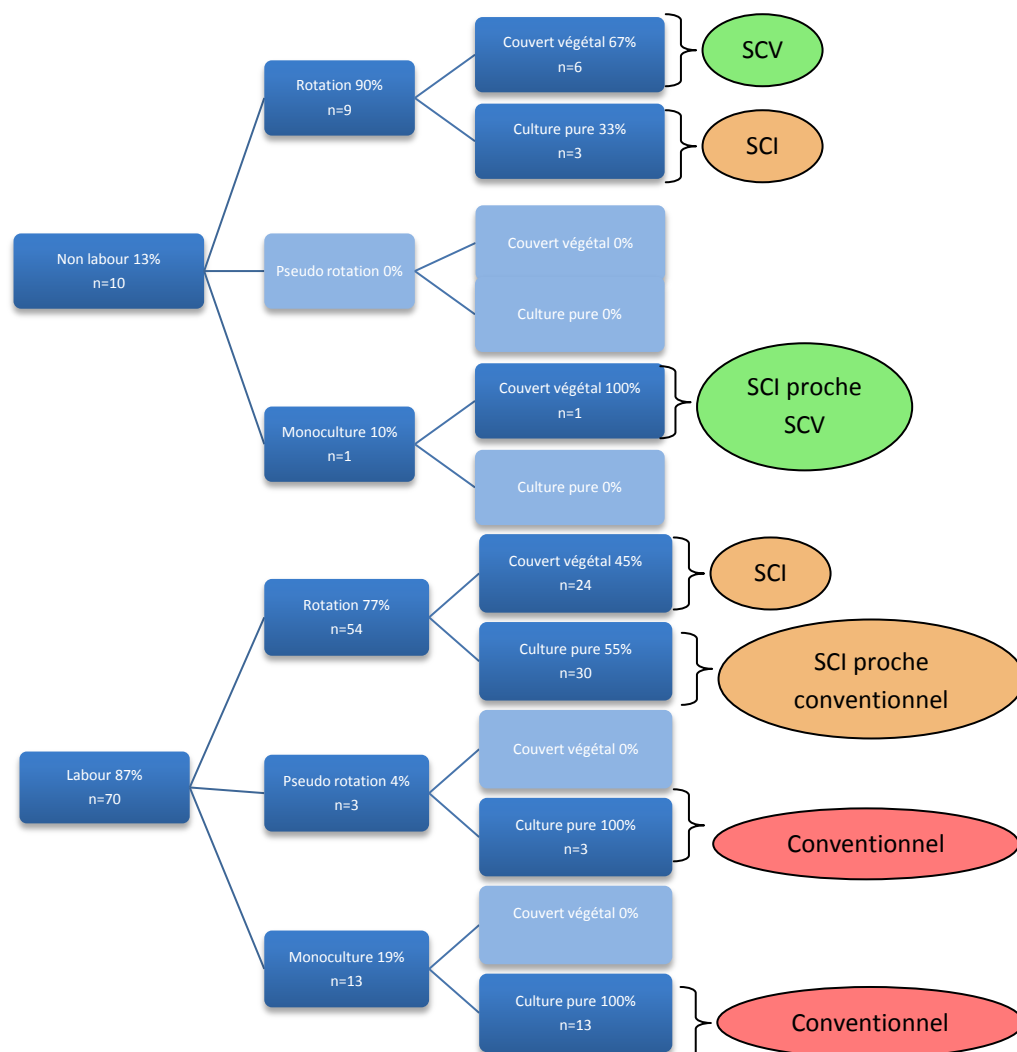 Couvert végétal 67%
n=6
SCV
Rotation 90%
n=9
Culture pure 33%
n=3
SCI
Couvert végétal 0%
Non labour 13%
n=10
Pseudo rotation 0%
Culture pure 0%
Couvert végétal 100%
n=1
SCI proche
SCV
Monoculture 10%
n=1
Culture pure 0%
Couvert végétal 45%
n=24
SCI
Rotation 77%
n=54
Culture pure 55%
n=30
SCI proche
conventionnel
Couvert végétal 0%
Labour 87%
n=70
Pseudo rotation 4%
n=3
Culture pure 100%
n=3
Conventionnel
Couvert végétal 0%
Monoculture 19%
n=13
Culture pure 100%
n=13
Conventionnel